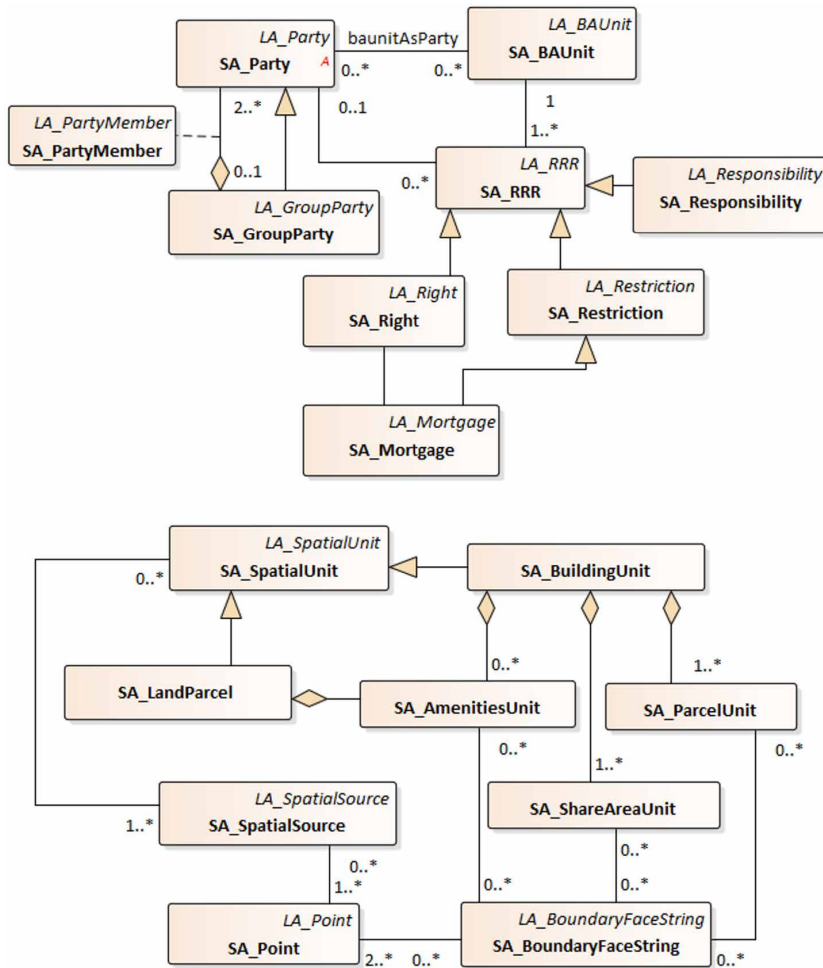 LA_Party
SA_Party
A
baunitAsParty
0..*
0..*
LA_BAUnit
SA_BAUnit
2..*
0..1
1
LA_PartyMember
SA_PartyMember
1..*
0..1
0..*
LA_RRR
SA_RRR
LA_Responsibility
SA_Responsibility
LA_GroupParty
SA_GroupParty
LA_Right
SA_Right
LA_Restriction
SA_Restriction
LA_Mortgage
SA_Mortgage
LA_SpatialUnit
SA_SpatialUnit
0..*
SA_BuildingUnit
0..*
1..*
SA_LandParcel
SA_AmenitiesUnit
SA_ParcelUnit
0..*
0..*
1..*
LA_SpatialSource
SA_SpatialSource
1..*
SA_ShareAreaUnit
0..*
1..*
0..*
0..*
0..*
LA_Point
SA_Point
2..*
0..*
LA_BoundaryFaceString
SA_BoundaryFaceString
0..*